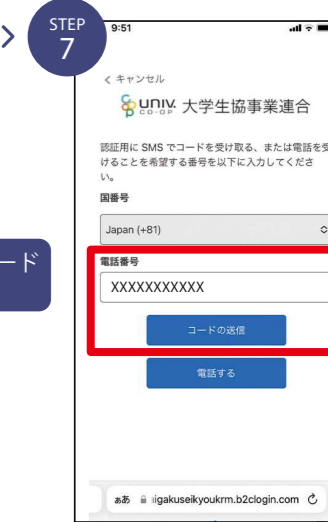 STEP
7
9:51
キャンセル
univ.
CO-OP
大学生協事業連合
認証用に SMS でコードを受け取る、または電話を受
けることを希望する番号を以下に入力してくださ
い。
国番号
Japan (+81)
ード
電話番号
XXXXXXXXXXX
コードの送信
電話する
ああ
igakuseikyoukrm.b2clogin.com